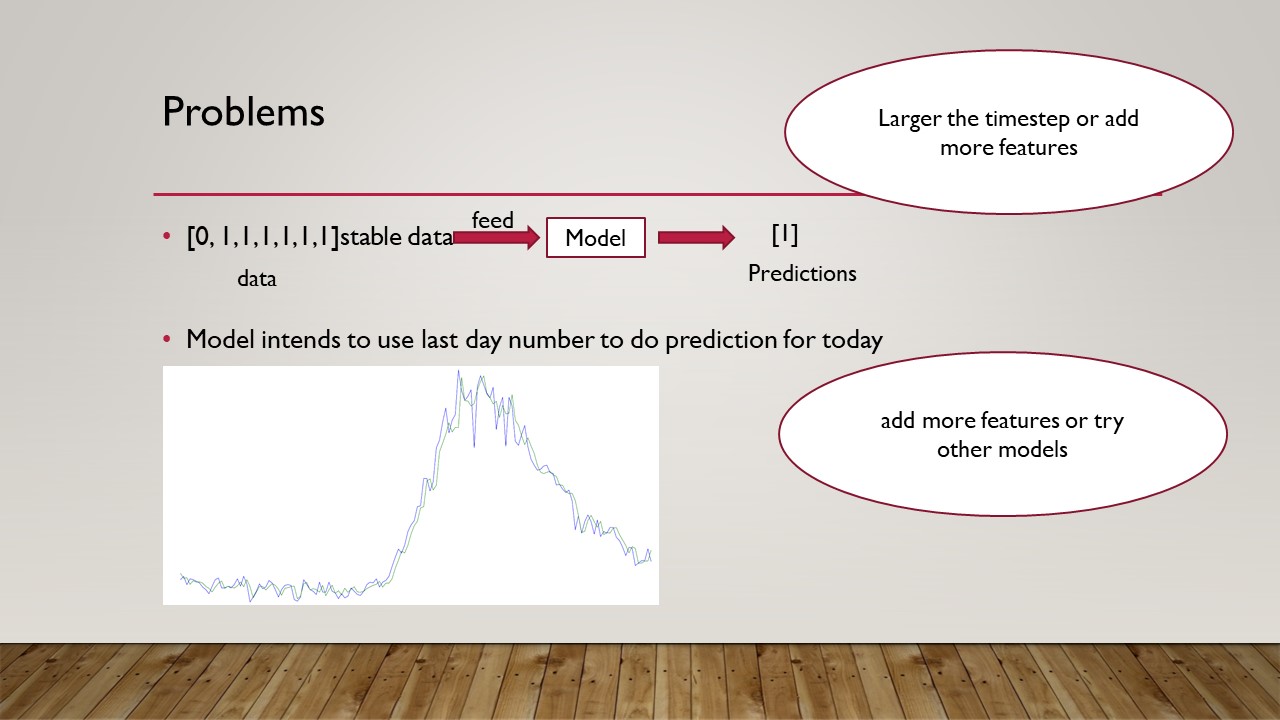 Problems
Larger the timestep or add
more features
[0, 1,1,1,1,1,1]stable data
feed
Model
[1]
data
Predictions
Model intends to use last day number to do prediction for today
add more features or try
other models